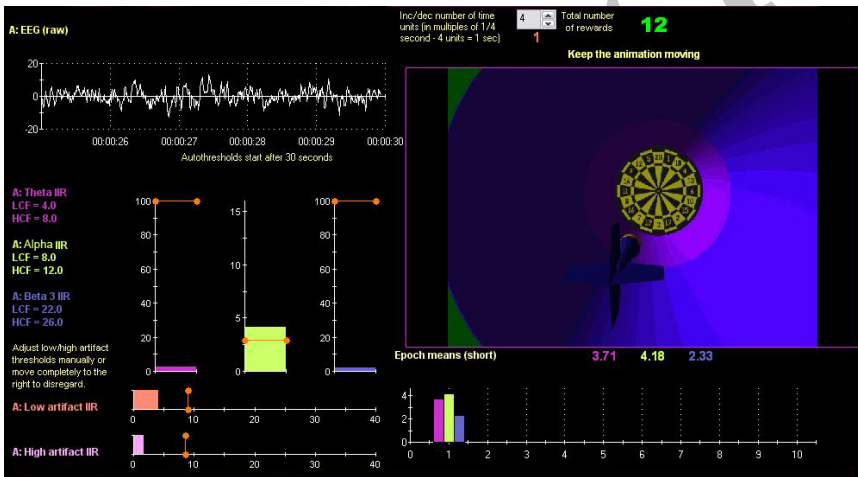 A: EEG (raw)
20
0
-20
00:00:26 00:00:27 00:00:28 00:00:29 00:00:30
Autothresholds start after 30 seconds
A: Theta IIR
LCF = 4.0
HCF = 8.0
A: Alpha IIR
LCF = 8.0
HCF = 12.0
A: Beta 3 IIR
LCF = 22.0
HCF = 26.0
Adjust low/high artifact
thresholds manually or
move completely to the
right to disregard.
100
80
60
40
20
0
15
10
5
0
100
80
60
40
20
0
A: Low artifact IIR
0 10 20 30 40
A: High artifact IIR
0 10 20 30 40
Inc/dec number of time
units (in multiples of 1/4
second - 4 units = 1 sec)
4
1
Total number
of rewards
12
Keep the animation moving
Epoch means (short) 3.71 4.18 2.33
4
2
0
0 1 2 3 4 5 6 7 8 9 10